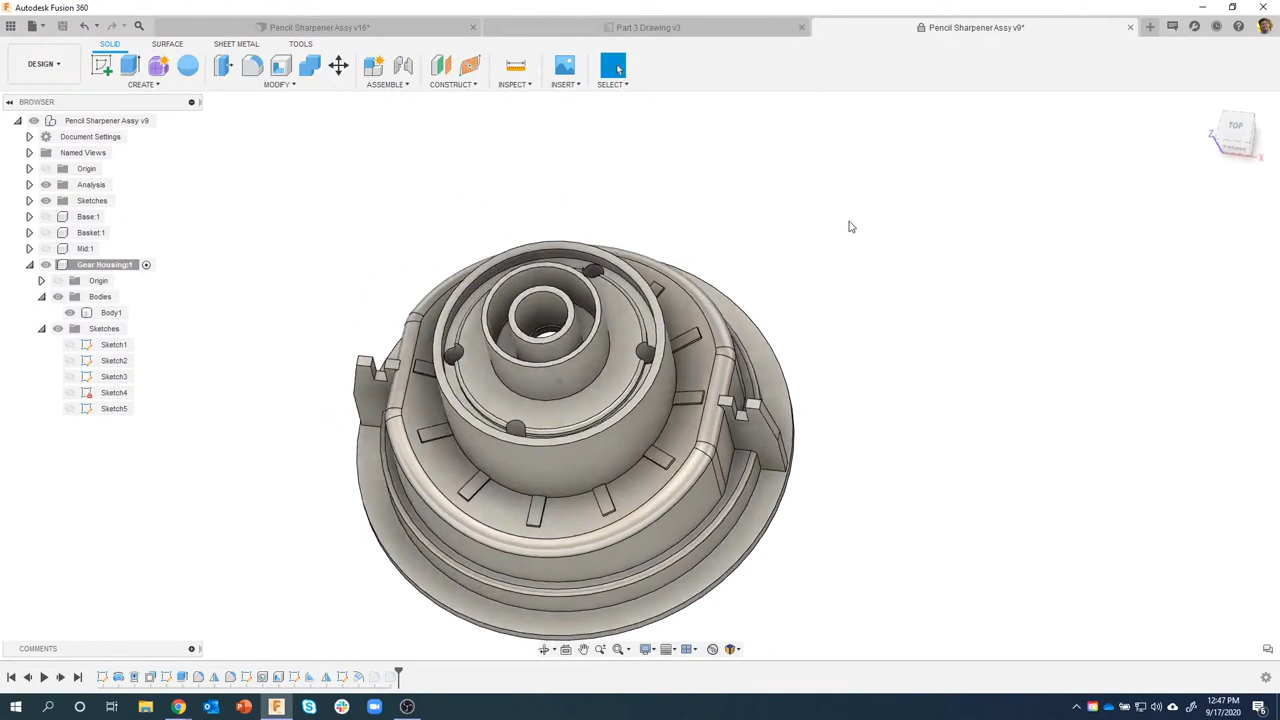 Autodesk Fusion 360
Pencil Sharpener Assy v16*
Part 3 Drawing v3
Pencil Sharpener Assy v9*
SOLID
SURFACE
SHEET METAL
TOOLS
DESIGN
CREATE
MODIFY
ASSEMBLE
CONSTRUCT
INSPECT
INSERT
SELECT
BROWSER
Pencil Sharpener Assy v9
Document Settings
Named Views
Origin
Analysis
Sketches
Base:1
Basket:1
Mid:1
Gear Housing:1
Origin
Bodies
Body1
Sketches
Sketch1
Sketch2
Sketch3
Sketch4
Sketch5
TOP
Z
X
COMMENTS
12:47 PM
9/17/2020
6